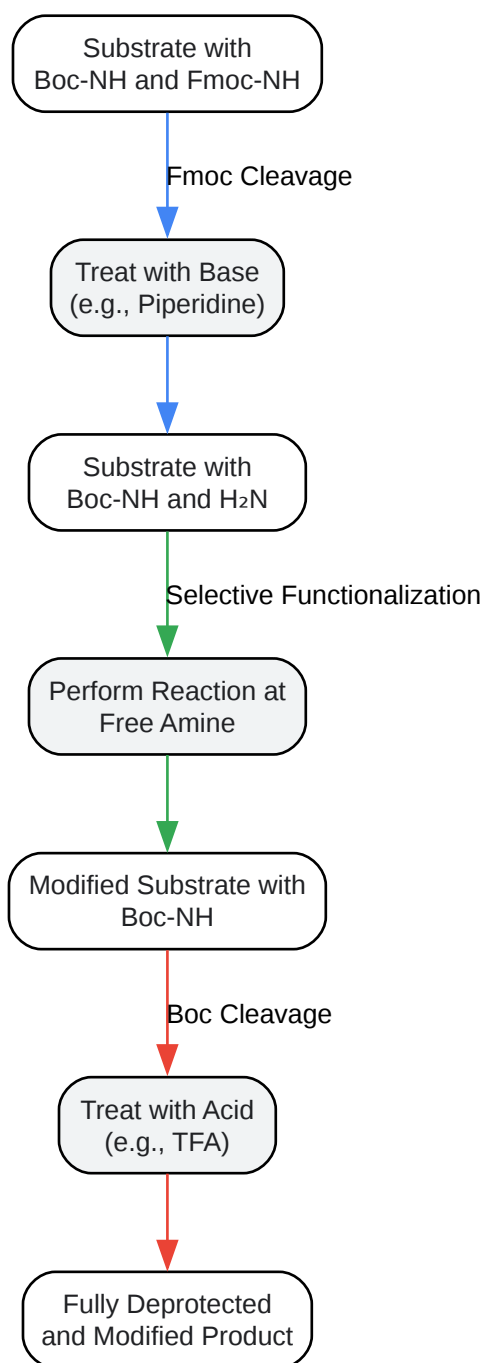 Substrate with
Boc-NH and Fmoc-NH
Fmoc Cleavage
Treat with Base
(e.g., Piperidine)
Substrate with
Boc-NH and H₂N
Selective Functionalization
Perform Reaction at
Free Amine
Modified Substrate with
Boc-NH
Boc Cleavage
Treat with Acid
(e.g., TFA)
Fully Deprotected
and Modified Product